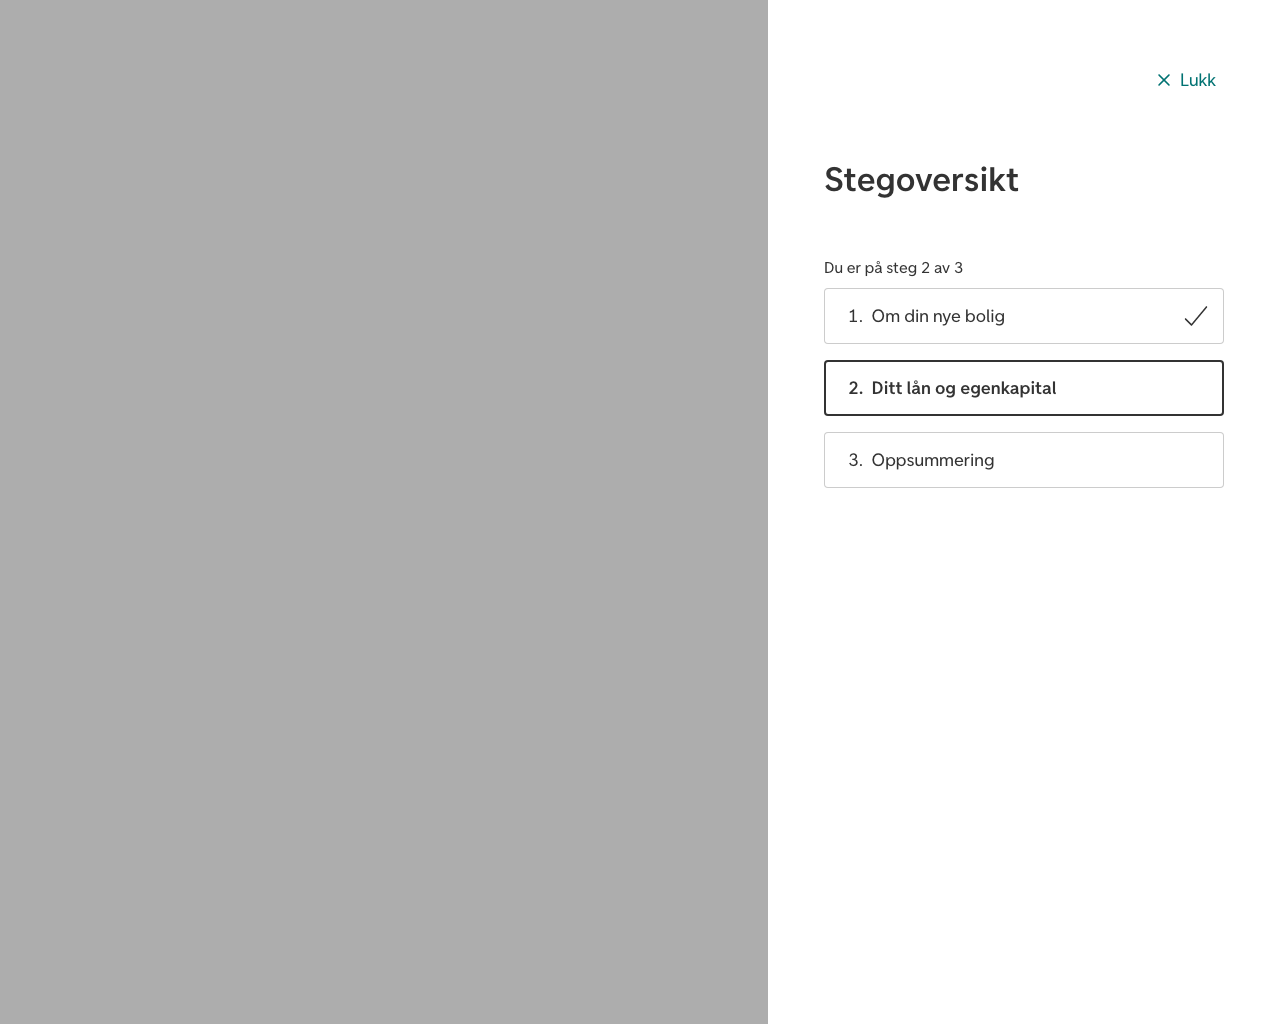 Lukk
Stegoversikt
Du er på steg 2 av 3
1. Om din nye bolig
2. Ditt lån og egenkapital
3. Oppsummering